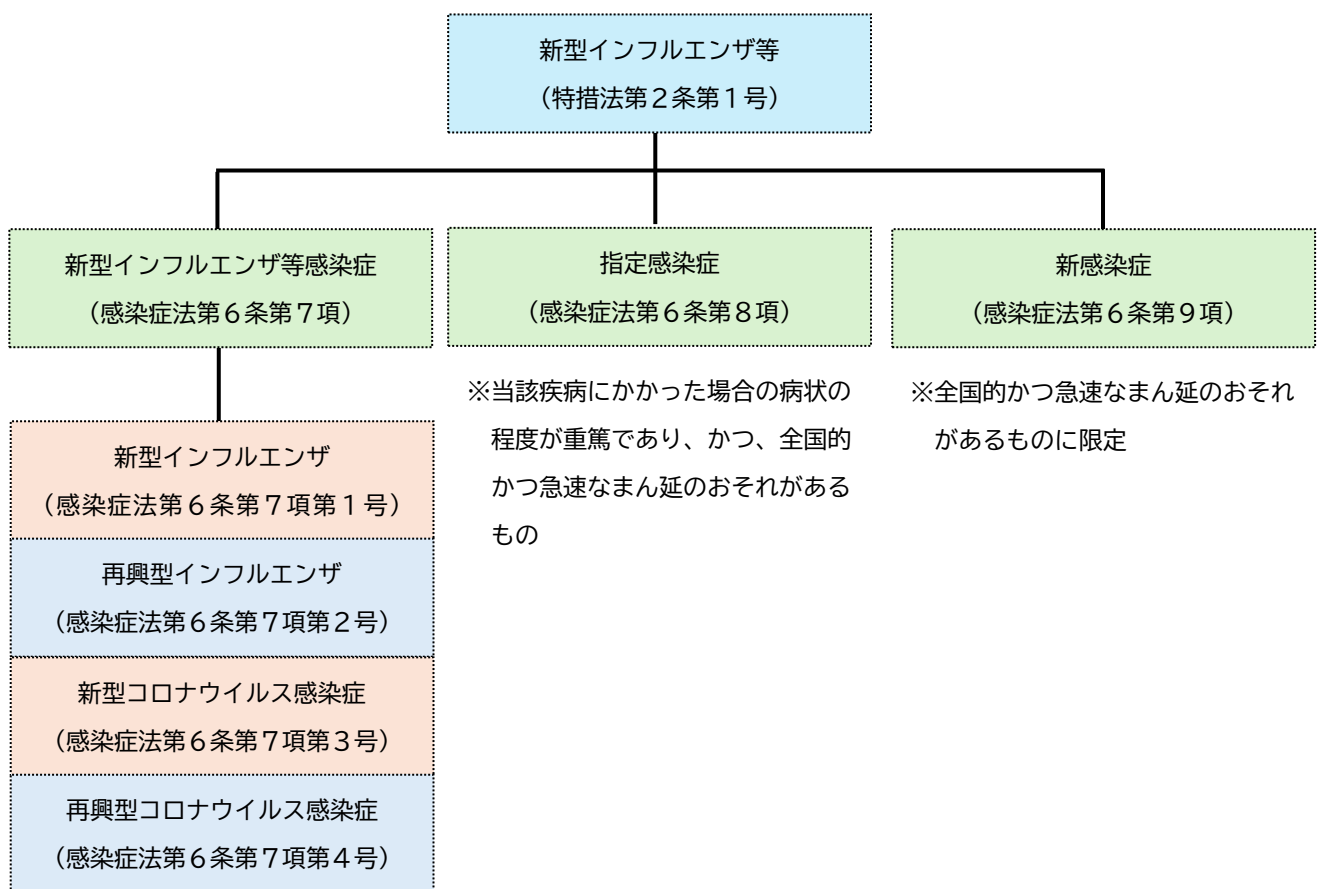 新型インフルエンザ等
（特措法第２条第１号）
新型インフルエンザ等感染症
（感染症法第６条第７項）
指定感染症
（感染症法第６条第８項）
新感染症
（感染症法第６条第９項）
※当該疾病にかかった場合の病状の
程度が重篤であり、かつ、全国的
かつ急速なまん延のおそれがある
もの
※全国的かつ急速なまん延のおそれ
があるものに限定
新型インフルエンザ
（感染症法第６条第７項第１号）
再興型インフルエンザ
（感染症法第６条第７項第２号）
新型コロナウイルス感染症
（感染症法第６条第７項第３号）
再興型コロナウイルス感染症
（感染症法第６条第７項第４号）